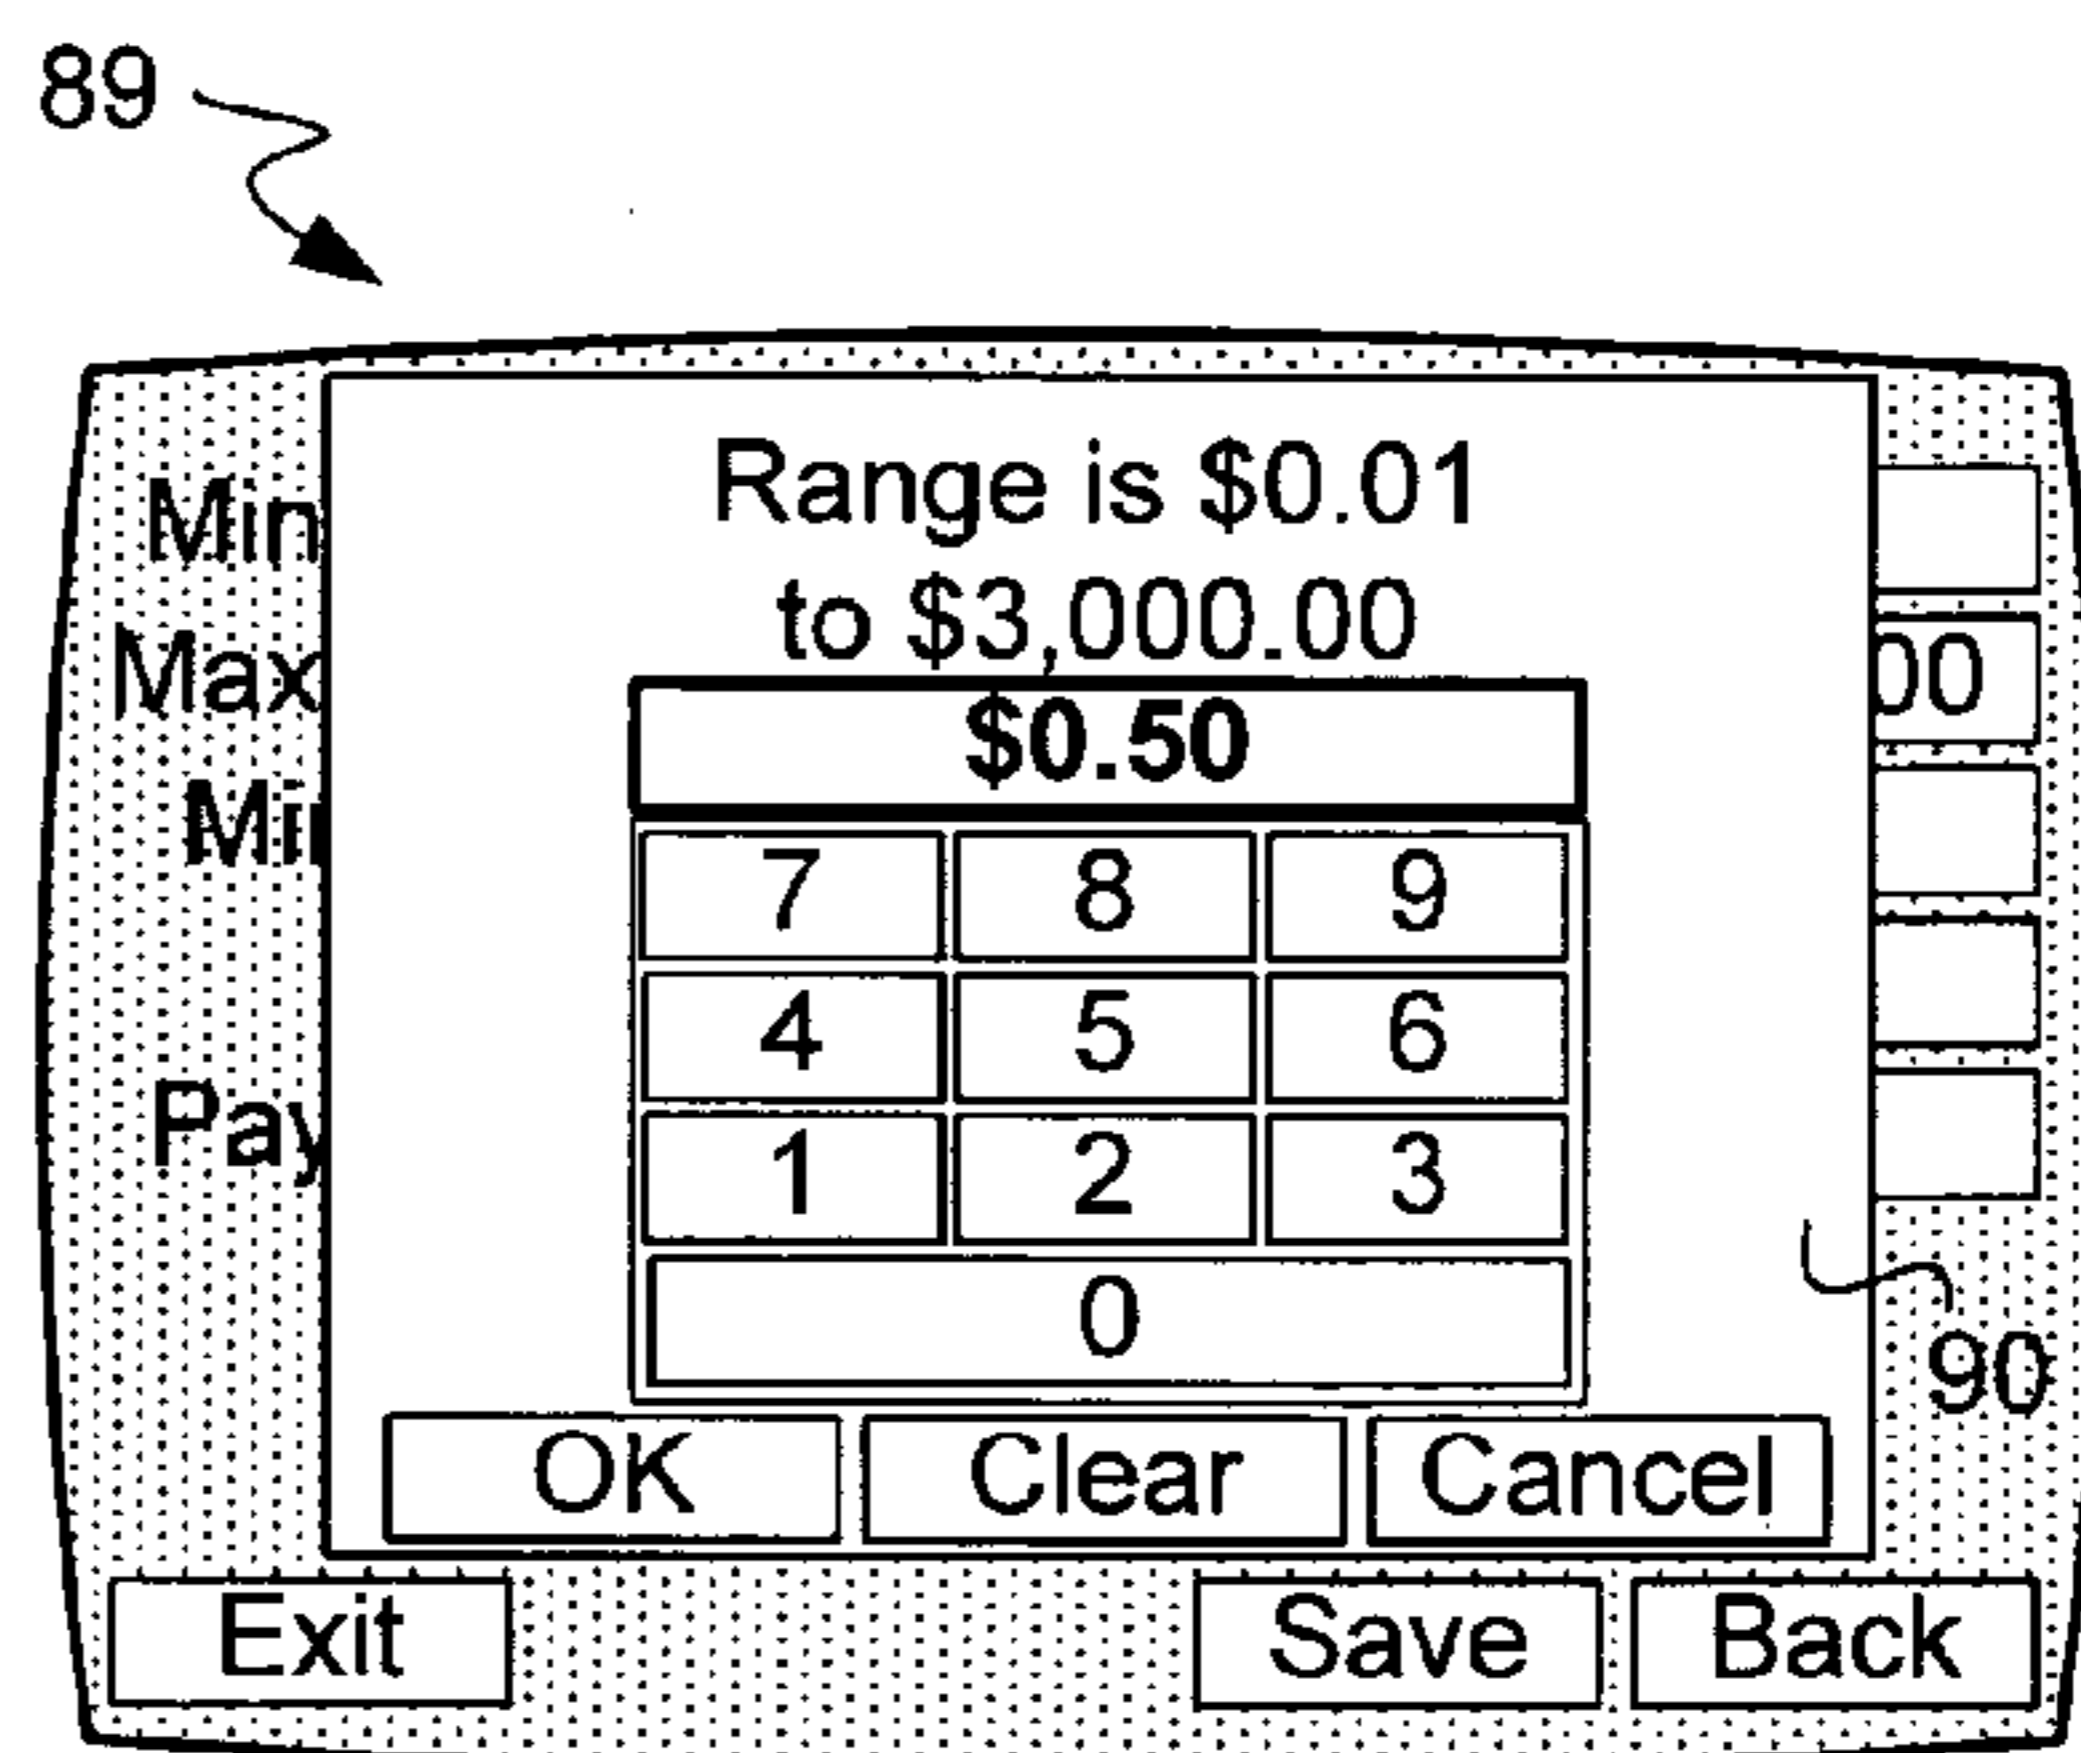 89
Range is $0.01
to $3,000.00
Min
Max
00
$0.50
7 8 9
4 5 6
Pay
1 2 3
0
90
OK Clear Cancel
Exit Save Back